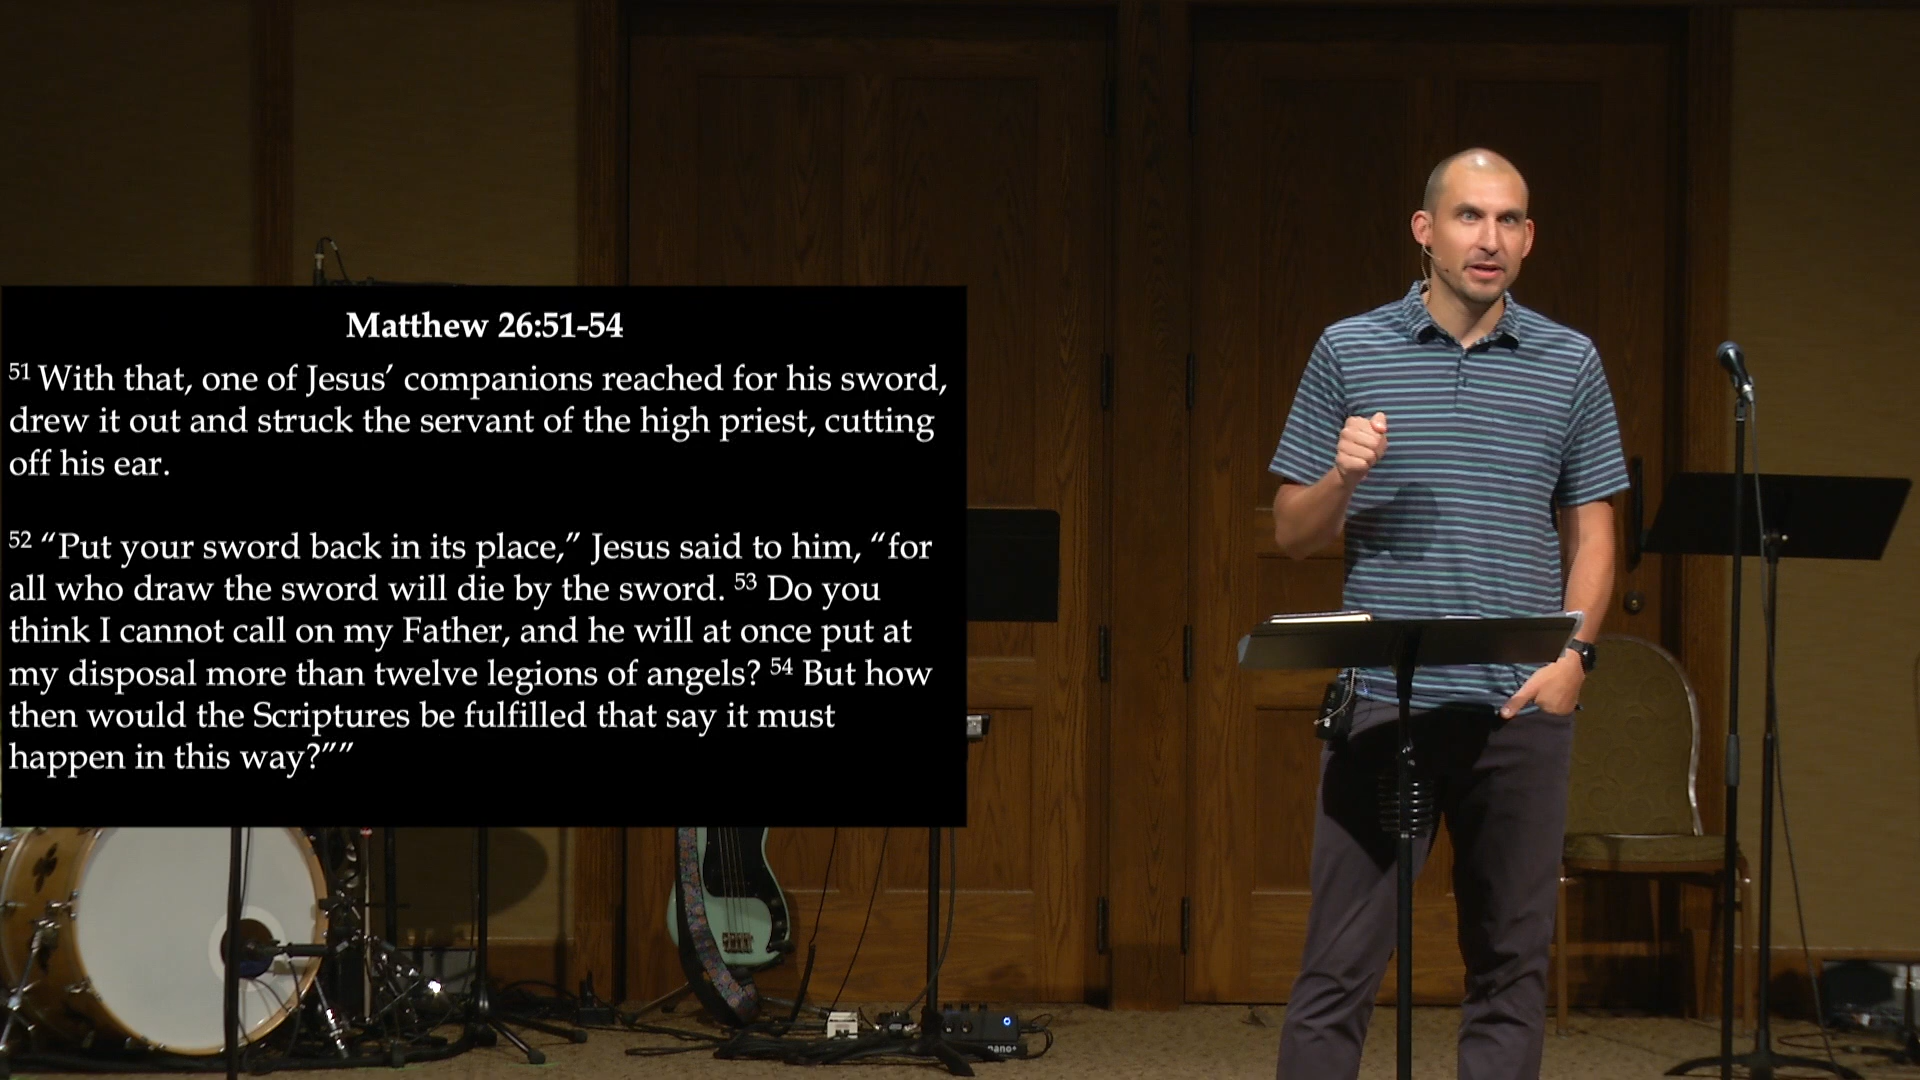 Matthew 26:51-54
51 With that, one of Jesus’ companions reached for his sword,
drew it out and struck the servant of the high priest, cutting
off his ear.
52 “Put your sword back in its place,” Jesus said to him, “for
all who draw the sword will die by the sword. 53 Do you
think I cannot call on my Father, and he will at once put at
my disposal more than twelve legions of angels? 54 But how
then would the Scriptures be fulfilled that say it must
happen in this way?””
nano+